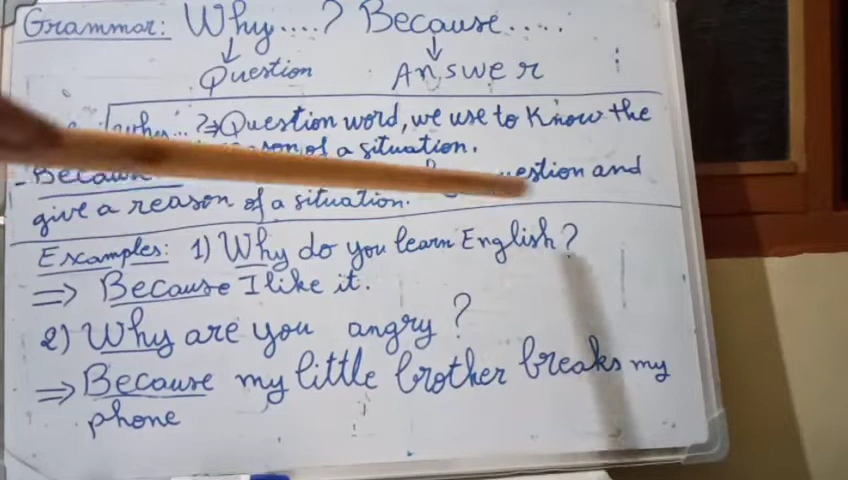 Grammar: Why....? Because.....
Question Answer
Why...? ⇒ Question word, we use to Know the
of a situation.
- and
give a reason of a situation.
Examples: 1) Why do you learn English?
⇒ Because I like it.
2) Why are you angry?
⇒ Because my little brother breaks my
phone